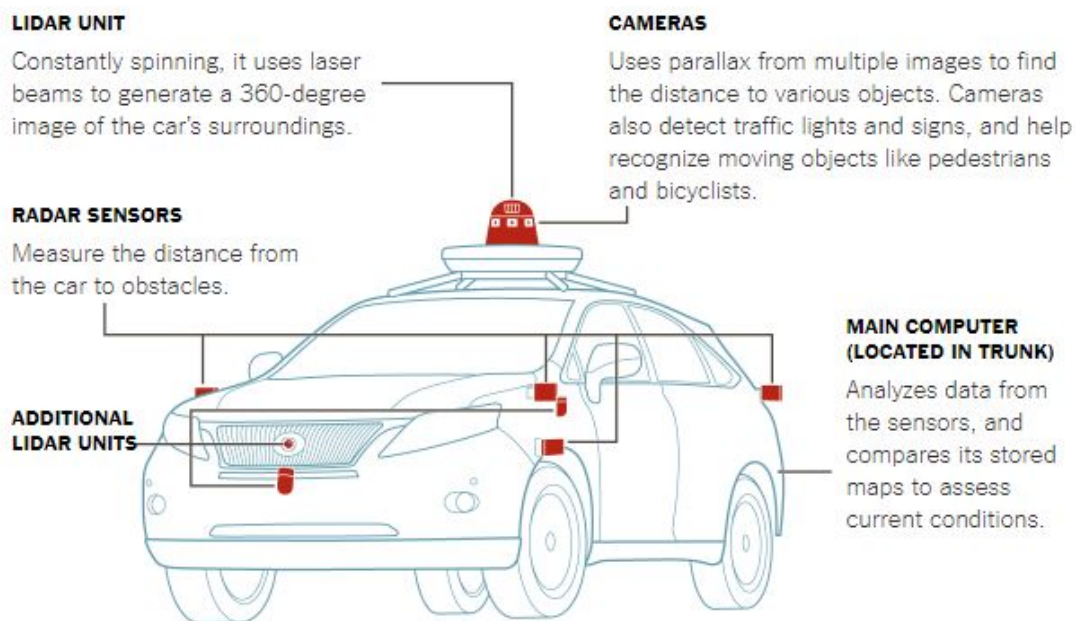 LIDAR UNIT
Constantly spinning, it uses laser
beams to generate a 360-degree
image of the car's surroundings.
CAMERAS
Uses parallax from multiple images to find
the distance to various objects. Cameras
also detect traffic lights and signs, and help
recognize moving objects like pedestrians
and bicyclists.
RADAR SENSORS
Measure the distance from
the car to obstacles.
MAIN COMPUTER
(LOCATED IN TRUNK)
Analyzes data from
the sensors, and
compares its stored
maps to assess
current conditions.
ADDITIONAL
LIDAR UNITS